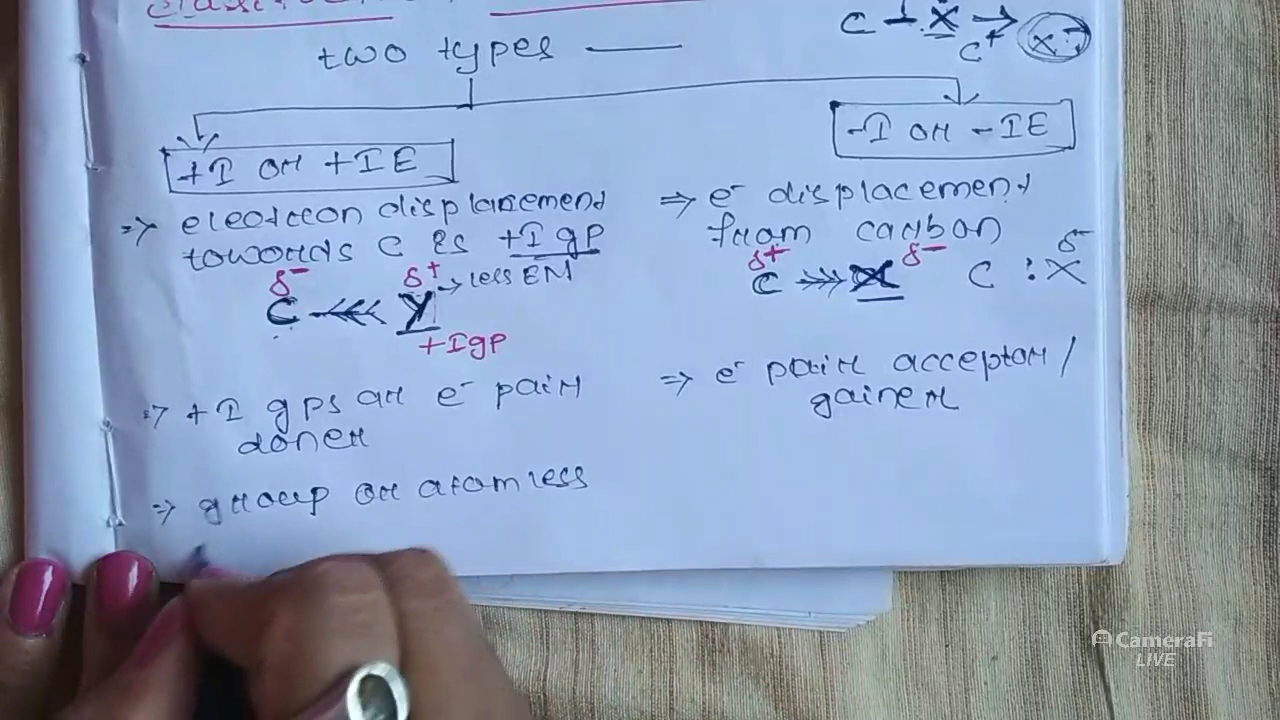 two types
C ∸ X → C⁺ X:⁻
+I or +IE
-I or -IE
=> electron displacement
towards C is +I gp
δ- δ+ → less EN
C ← Y
+I gp
=> +I gps are e- pair
doner
=> group or atom less
=> e- displacement
from carbon
δ+ δ- δ-
C → X C :X
=> e- pair acceptor/
gainer
CameraFi
LIVE